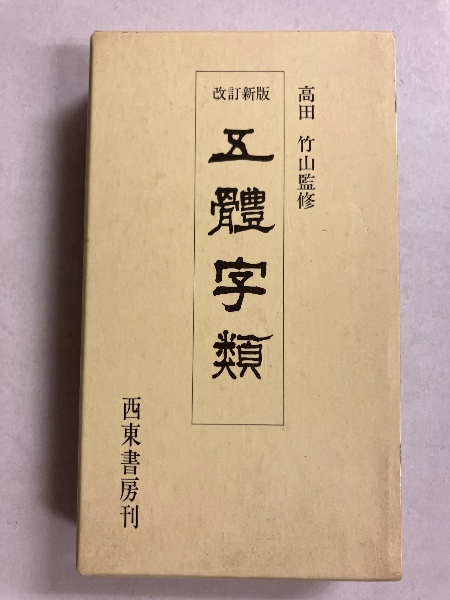 高田 竹山監修
改訂新版
五體字類
西東書房刊